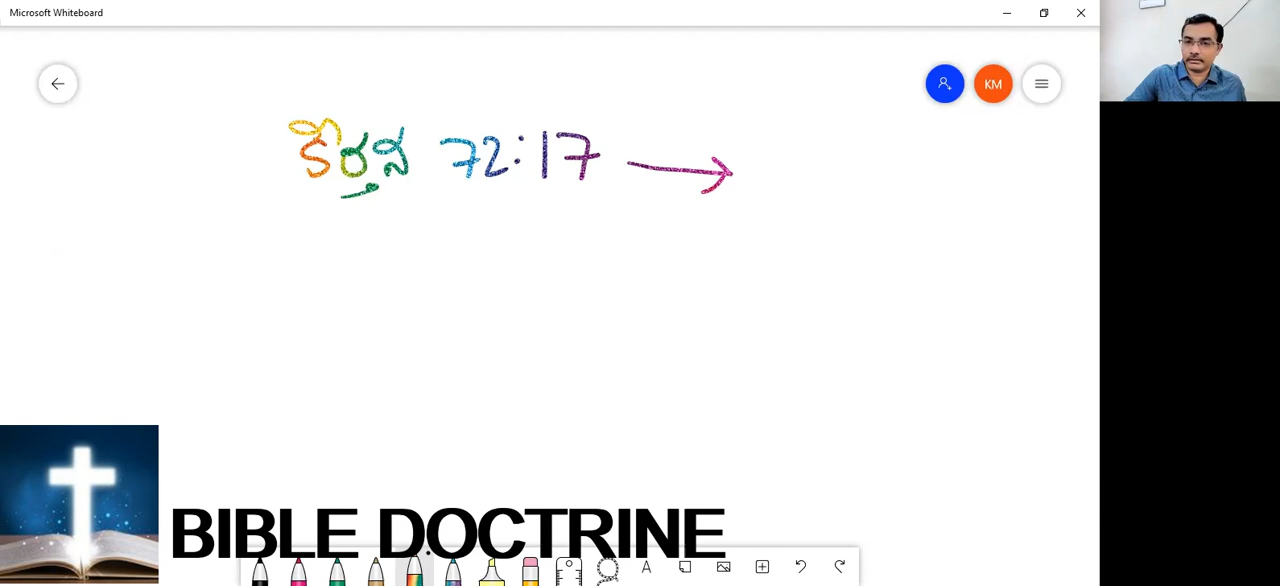 Microsoft Whiteboard
KM
కీర్తన 72:17 →
BIBLE DOCTRINE
A